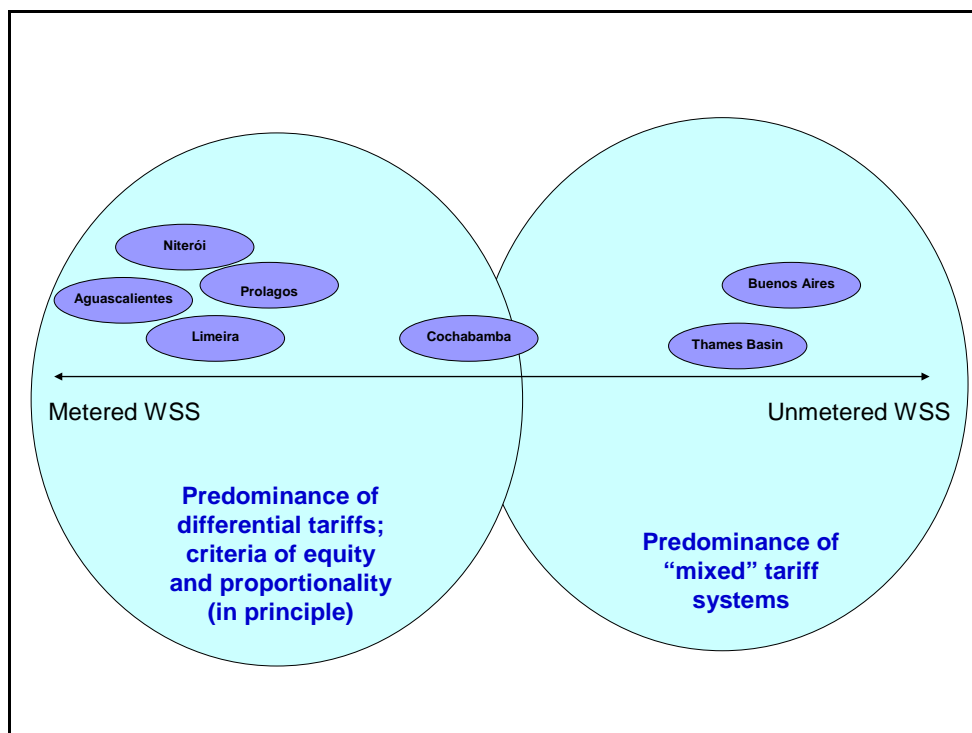 Niterói
Buenos Aires
Aguascalientes
Prolagos
Limeira
Cochabamba
Thames Basin
Metered WSS
Unmetered WSS
Predominance of
differential tariffs;
criteria of equity
and proportionality
(in principle)
Predominance of
“mixed” tariff
systems